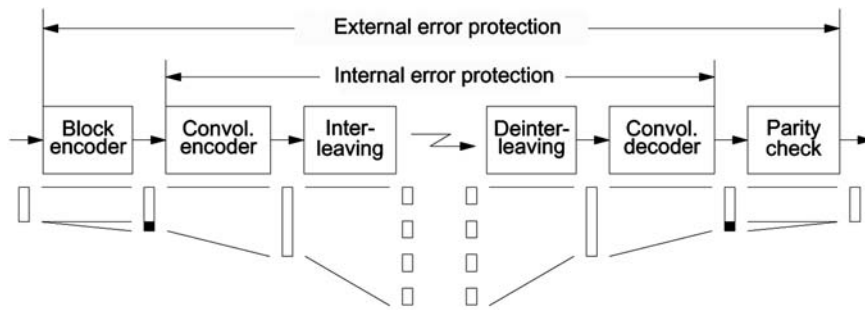 External error protection
Internal error protection
Block
encoder
Convol.
encoder
Inter-
leaving
Deinter-
leaving
Convol.
decoder
Parity
check